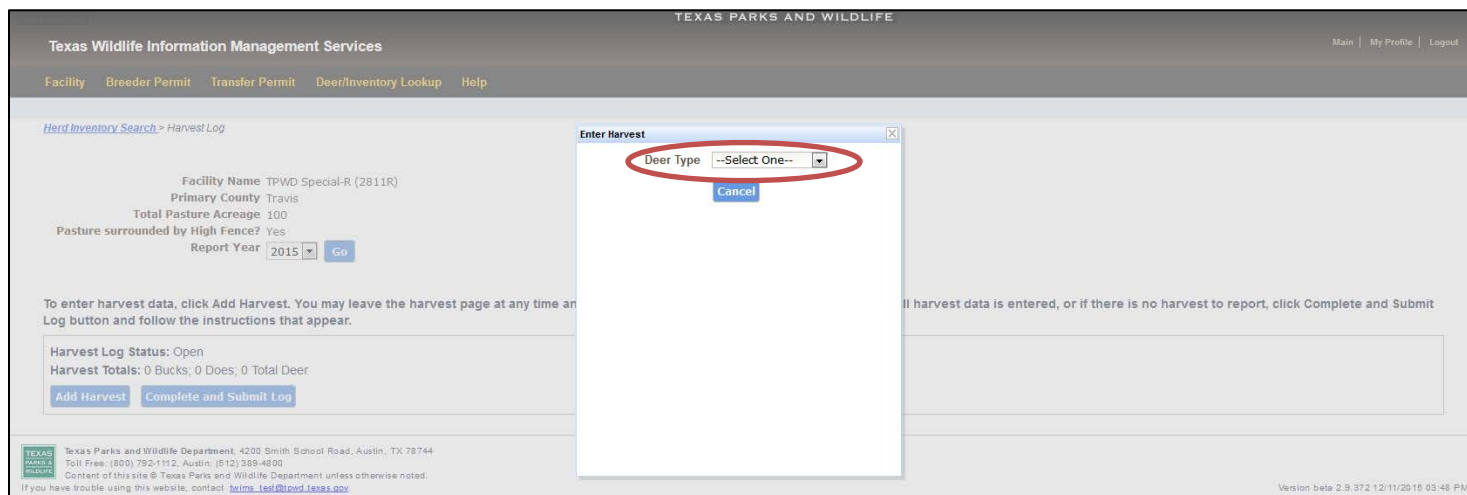 TEXAS PARKS AND WILDLIFE
Texas Wildlife Information Management Services
Main | My Profile | Logout
Facility Breeder Permit Transfer Permit Deer/Inventory Lookup Help
Herd Inventory Search > Harvest Log
Enter Harvest
Deer Type --Select One--
Cancel
Facility Name TPWD Special-R (2811R)
Primary County Travis
Total Pasture Acreage 100
Pasture surrounded by High Fence? Yes
Report Year 2015 Go
To enter harvest data, click Add Harvest. You may leave the harvest page at any time an
ll harvest data is entered, or if there is no harvest to report, click Complete and Submit
Log button and follow the instructions that appear.
Harvest Log Status: Open
Harvest Totals: 0 Bucks; 0 Does; 0 Total Deer
Add Harvest Complete and Submit Log
TEXAS
PARKS &
WILDLIFE
Texas Parks and Wildlife Department, 4200 Smith School Road, Austin, TX 78744
Toll Free: (800) 792-1112, Austin: (512) 389-4800
Content of this site © Texas Parks and Wildlife Department unless otherwise noted.
If you have trouble using this website, contact twims_test@tpwd.texas.gov
Version beta 2.9.372 12/11/2015 03:48 PM